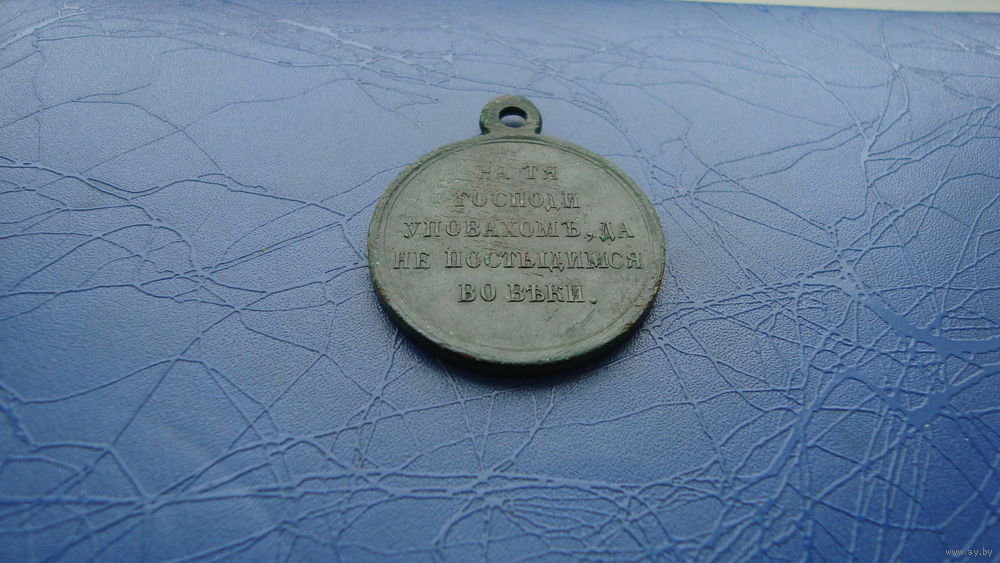 НА ТЯ
ГОСПОДИ
УПОВАХОМЪ, ДА
НЕ ПОСТЫДИМСЯ
ВО ВѢКИ.
www.ay.by